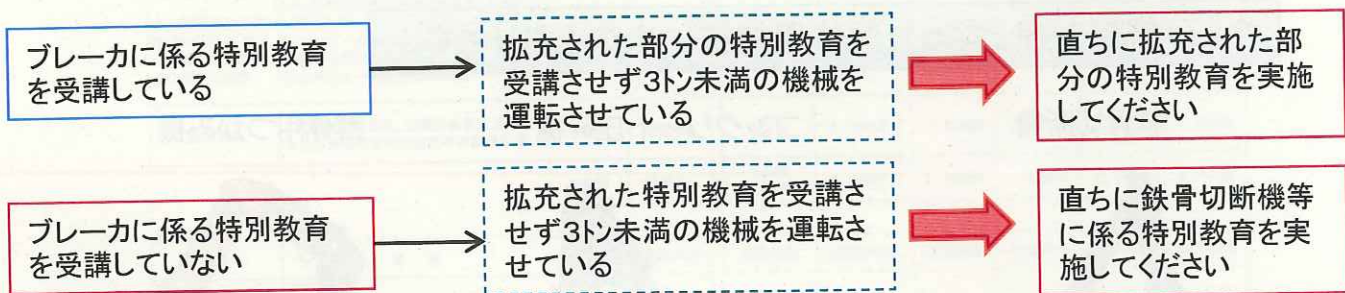 ブレーカに係る特別教育
を受講している
拡充された部分の特別教育を
受講させず3トン未満の機械を
運転させている
直ちに拡充された部
分の特別教育を実施
してください
ブレーカに係る特別教育
を受講していない
拡充された特別教育を受講さ
せず3トン未満の機械を運転さ
せている
直ちに鉄骨切断機等
に係る特別教育を実
施してください